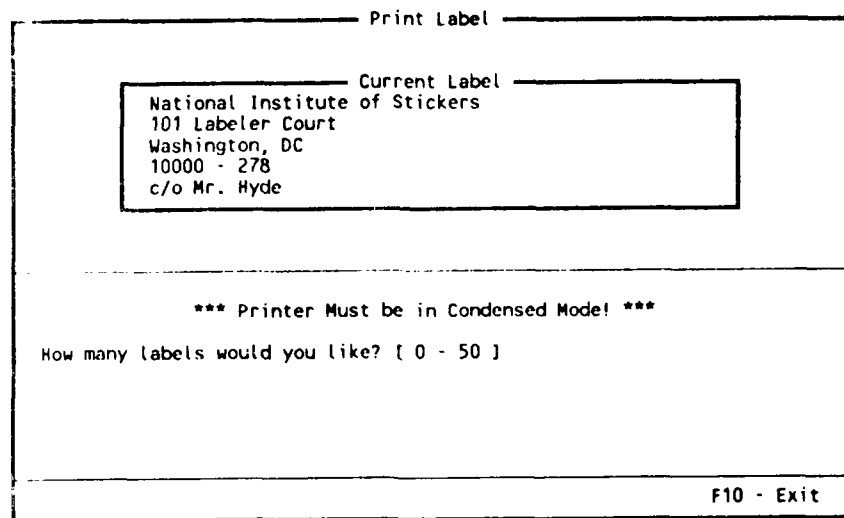 Print Label
Current Label
National Institute of Stickers
101 Labeler Court
Washington, DC
10000 - 278
c/o Mr. Hyde
*** Printer Must be in Condensed Mode! ***
How many labels would you like? [ 0 - 50 ]
F10 - Exit